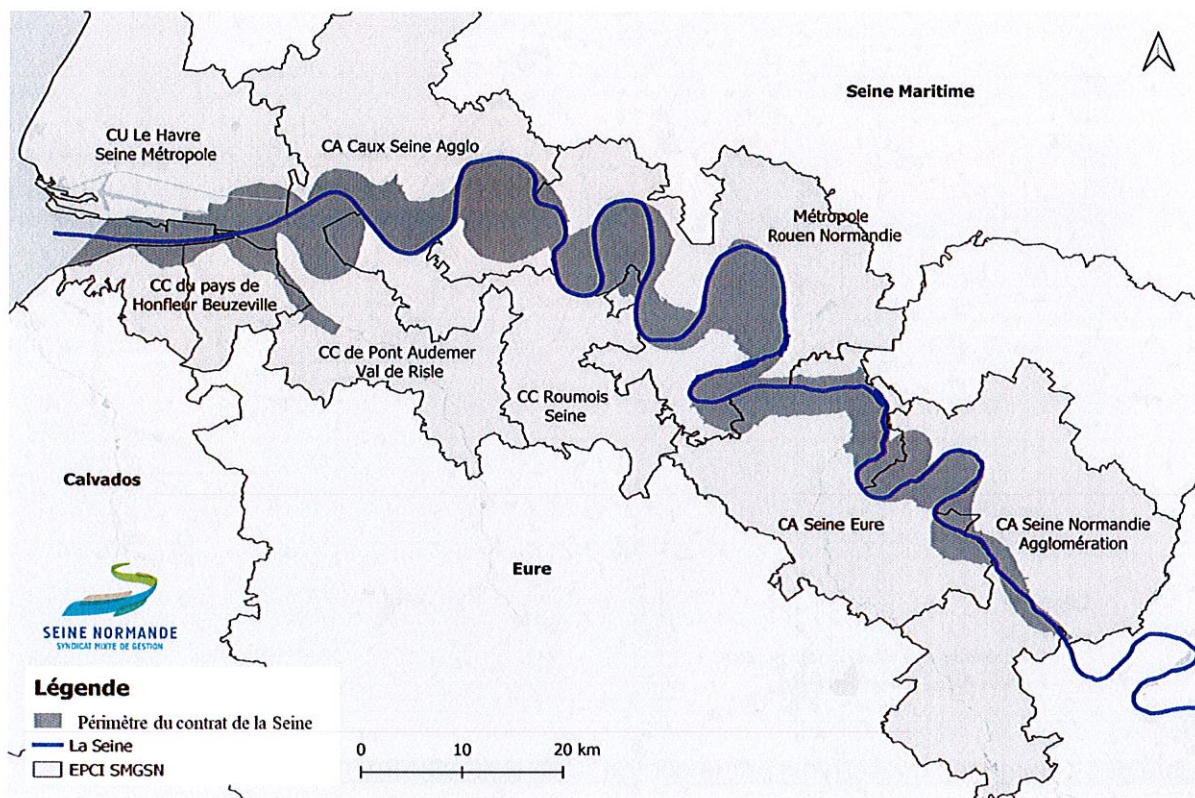 Seine Maritime
CU Le Havre
Seine Métropole
CA Caux Seine Agglo
Métropole
Rouen Normandie
CC du pays de
Honfleur Beuzeville
CC de Pont Audemer
Val de Risle
CC Roumois
Seine
Calvados
CA Seine Eure
CA Seine Normandie
Agglomération
Eure
SEINE NORMANDE
SYNDICAT MIXTE DE GESTION
Légende
Périmètre du contrat de la Seine
La Seine
EPCI SMGSN
0 10 20 km